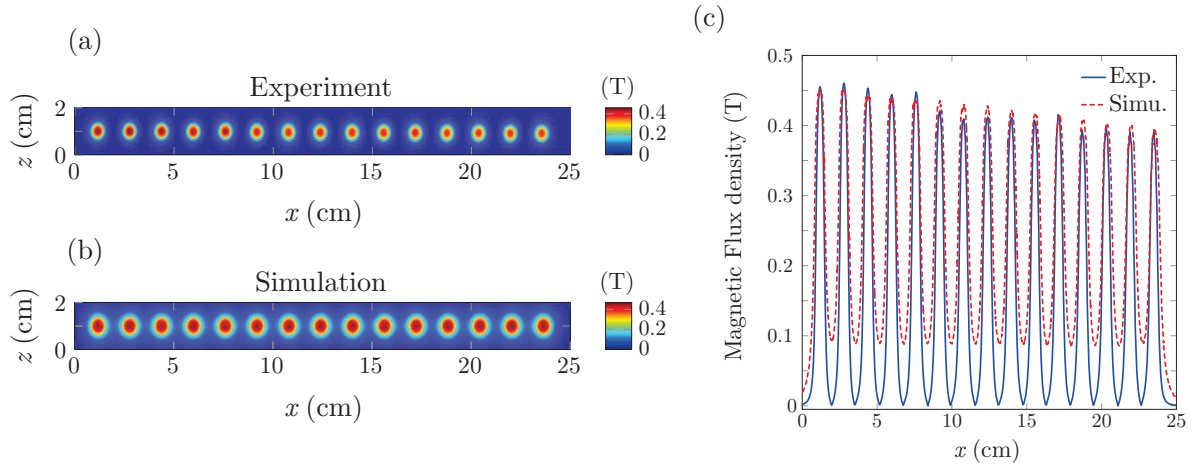 (a)
Experiment
(T)
z (cm)
2
0
0.4
0.2
0
0 5 10 15 20 25
x (cm)
(b)
Simulation
(T)
z (cm)
2
0
0.4
0.2
0
0 5 10 15 20 25
x (cm)
(c)
Magnetic Flux density (T)
0.5
0.4
0.3
0.2
0.1
0
Exp.
Simu.
0 5 10 15 20 25
x (cm)